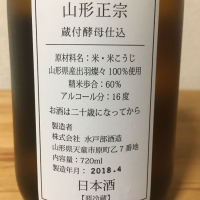 山形正宗
蔵付酵母仕込
原材料名：米・米こうじ
山形県産出羽燦々100%使用
精米歩合：60%
アルコール分：16度
お酒は二十歳になってから
製造者
株式会社 水戸部酒造
山形県天童市原町乙7番地
内容量：720ml
製造年月：2018.4
日本酒
【要冷蔵】